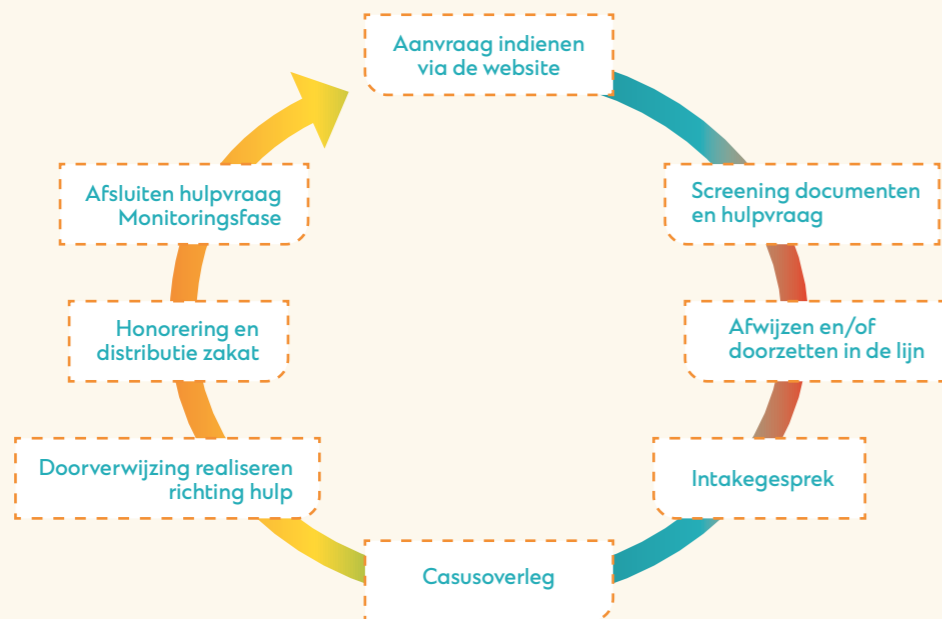 Aanvraag indienen
via de website
Screening documenten
en hulpvraag
Afwijzen en/of
doorzetten in de lijn
Intakegesprek
Casusoverleg
Doorverwijzing realiseren
richting hulp
Honorering en
distributie zakat
Afsluiten hulpvraag
Monitoringsfase